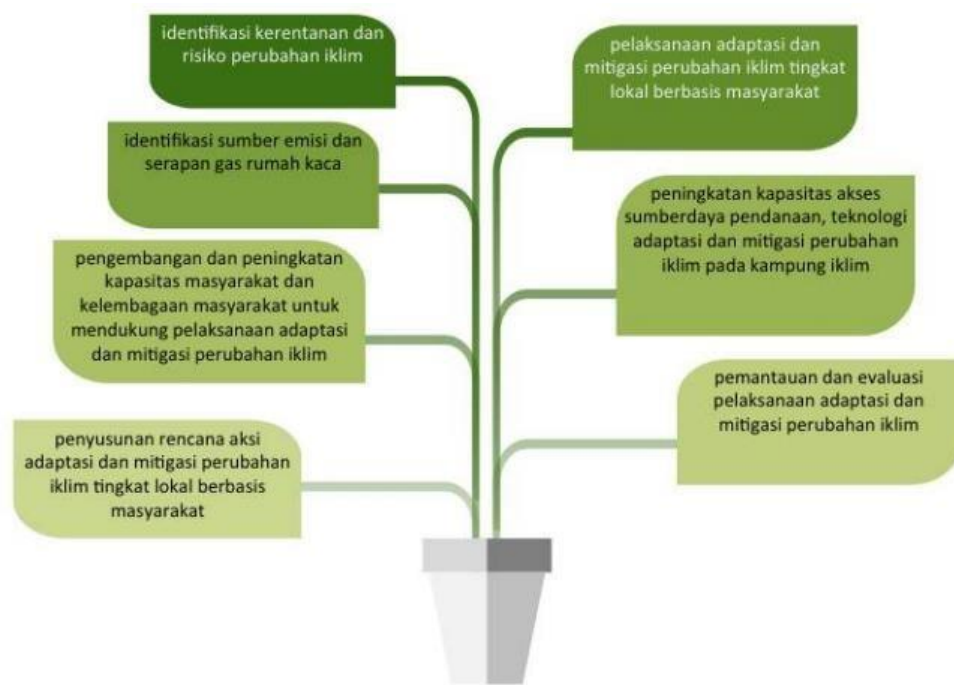 identifikasi kerentanan dan
risiko perubahan iklim
identifikasi sumber emisi dan
serapan gas rumah kaca
pengembangan dan peningkatan
kapasitas masyarakat dan
kelembagaan masyarakat untuk
mendukung pelaksanaan adaptasi
dan mitigasi perubahan iklim
penyusunan rencana aksi
adaptasi dan mitigasi perubahan
iklim tingkat lokal berbasis
masyarakat
pelaksanaan adaptasi dan
mitigasi perubahan iklim tingkat
lokal berbasis masyarakat
peningkatan kapasitas akses
sumberdaya pendanaan, teknologi
adaptasi dan mitigasi perubahan
iklim pada kampung iklim
pemantauan dan evaluasi
pelaksanaan adaptasi dan
mitigasi perubahan iklim